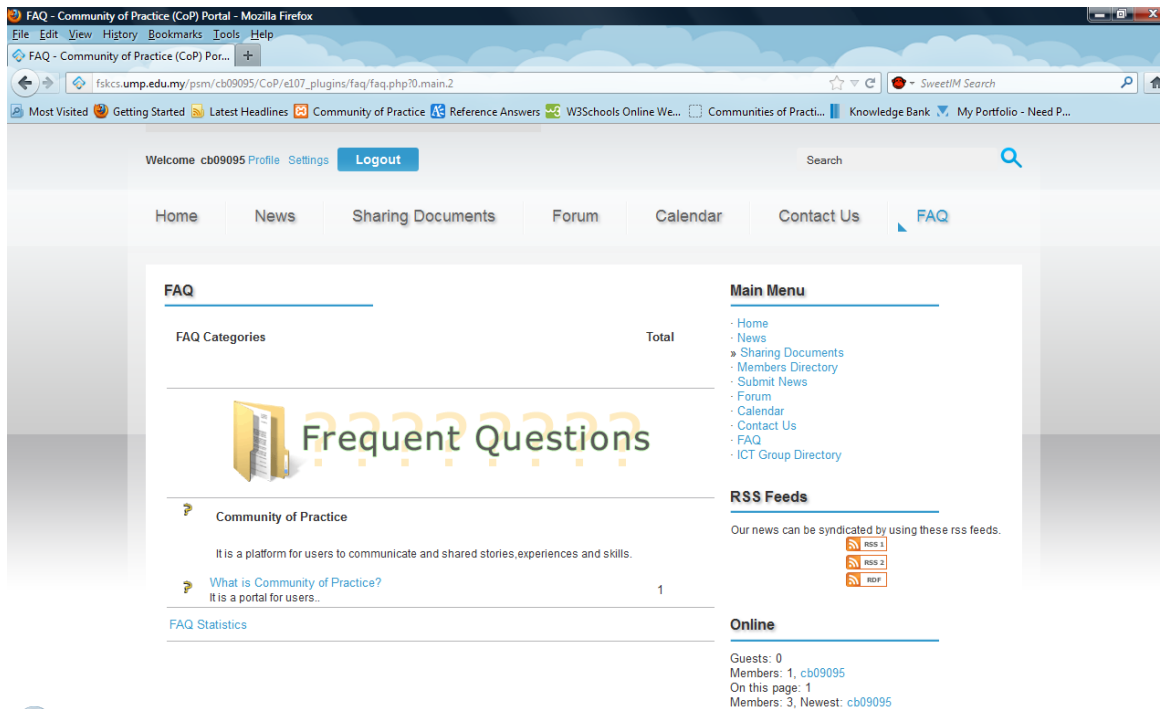 FAQ - Community of Practice (CoP) Portal - Mozilla Firefox
File Edit View History Bookmarks Tools Help
FAQ - Community of Practice (CoP) Por... +
fskcs.ump.edu.my/psm/cb09095/CoP/e107_plugins/faq/faq.php?0.main.2 SweetIM Search
Most Visited Getting Started Latest Headlines Community of Practice Reference Answers W3Schools Online We... Communities of Practi... Knowledge Bank My Portfolio - Need P...
Welcome cb09095 Profile Settings Logout Search
Home News Sharing Documents Forum Calendar Contact Us FAQ
FAQ
FAQ Categories Total
????????
Frequent Questions
? Community of Practice
It is a platform for users to communicate and shared stories,experiences and skills.
? What is Community of Practice? 1
It is a portal for users..
FAQ Statistics
Main Menu
· Home
· News
» Sharing Documents
· Members Directory
· Submit News
· Forum
· Calendar
· Contact Us
· FAQ
· ICT Group Directory
RSS Feeds
Our news can be syndicated by using these rss feeds.
RSS 1
RSS 2
RDF
Online
Guests: 0
Members: 1, cb09095
On this page: 1
Members: 3, Newest: cb09095